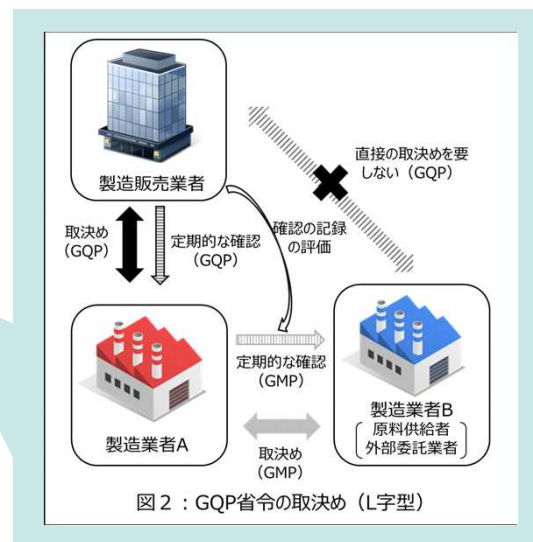 製造販売業者
直接の取決めを要
しない（GQP）
取決め
（GQP）
定期的な確認
（GQP）
確認の記録
の評価
定期的な確認
（GMP）
製造業者A
取決め
（GMP）
製造業者B
原料供給者
外部委託業者
図２：GQP省令の取決め（L字型）